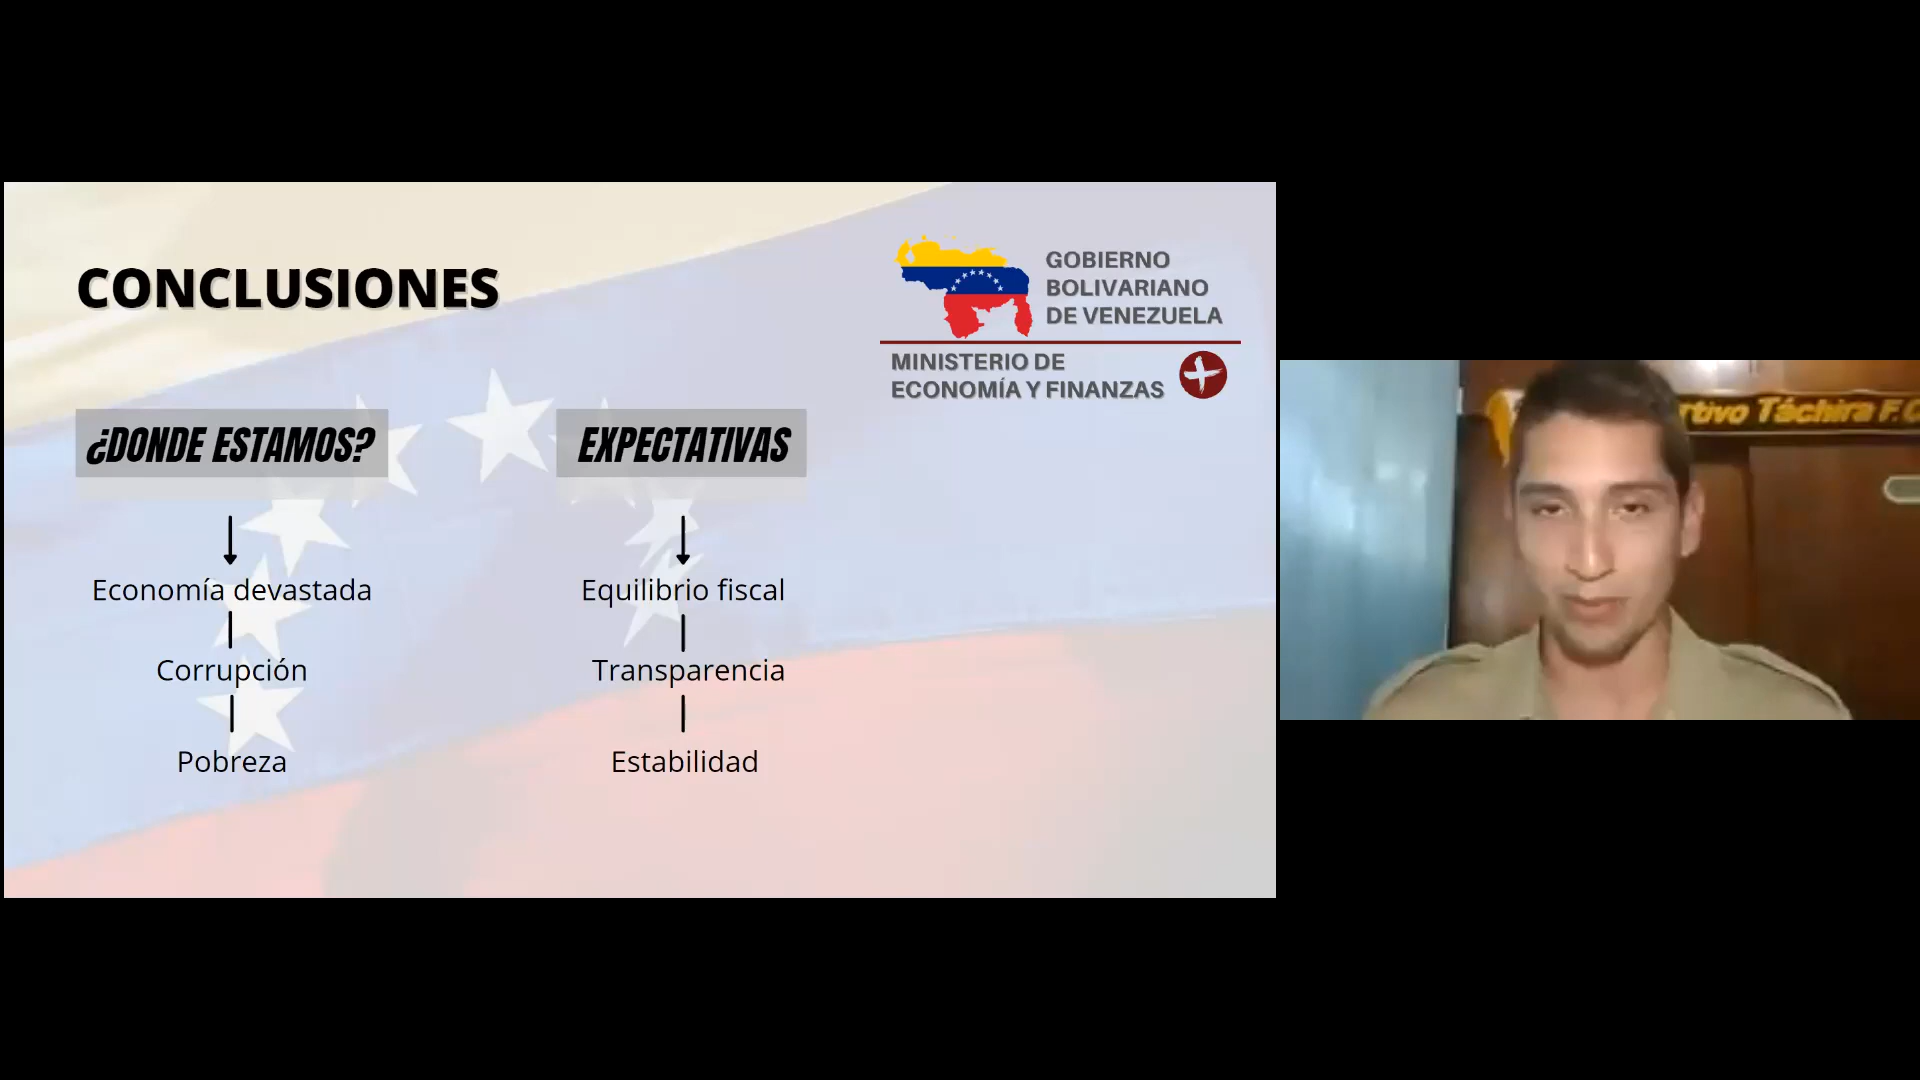 CONCLUSIONES
GOBIERNO
BOLIVARIANO
DE VENEZUELA
MINISTERIO DE
ECONOMÍA Y FINANZAS
¿DONDE ESTAMOS?
Economía devastada
Corrupción
Pobreza
EXPECTATIVAS
Equilibrio fiscal
Transparencia
Estabilidad
Táchira F.C